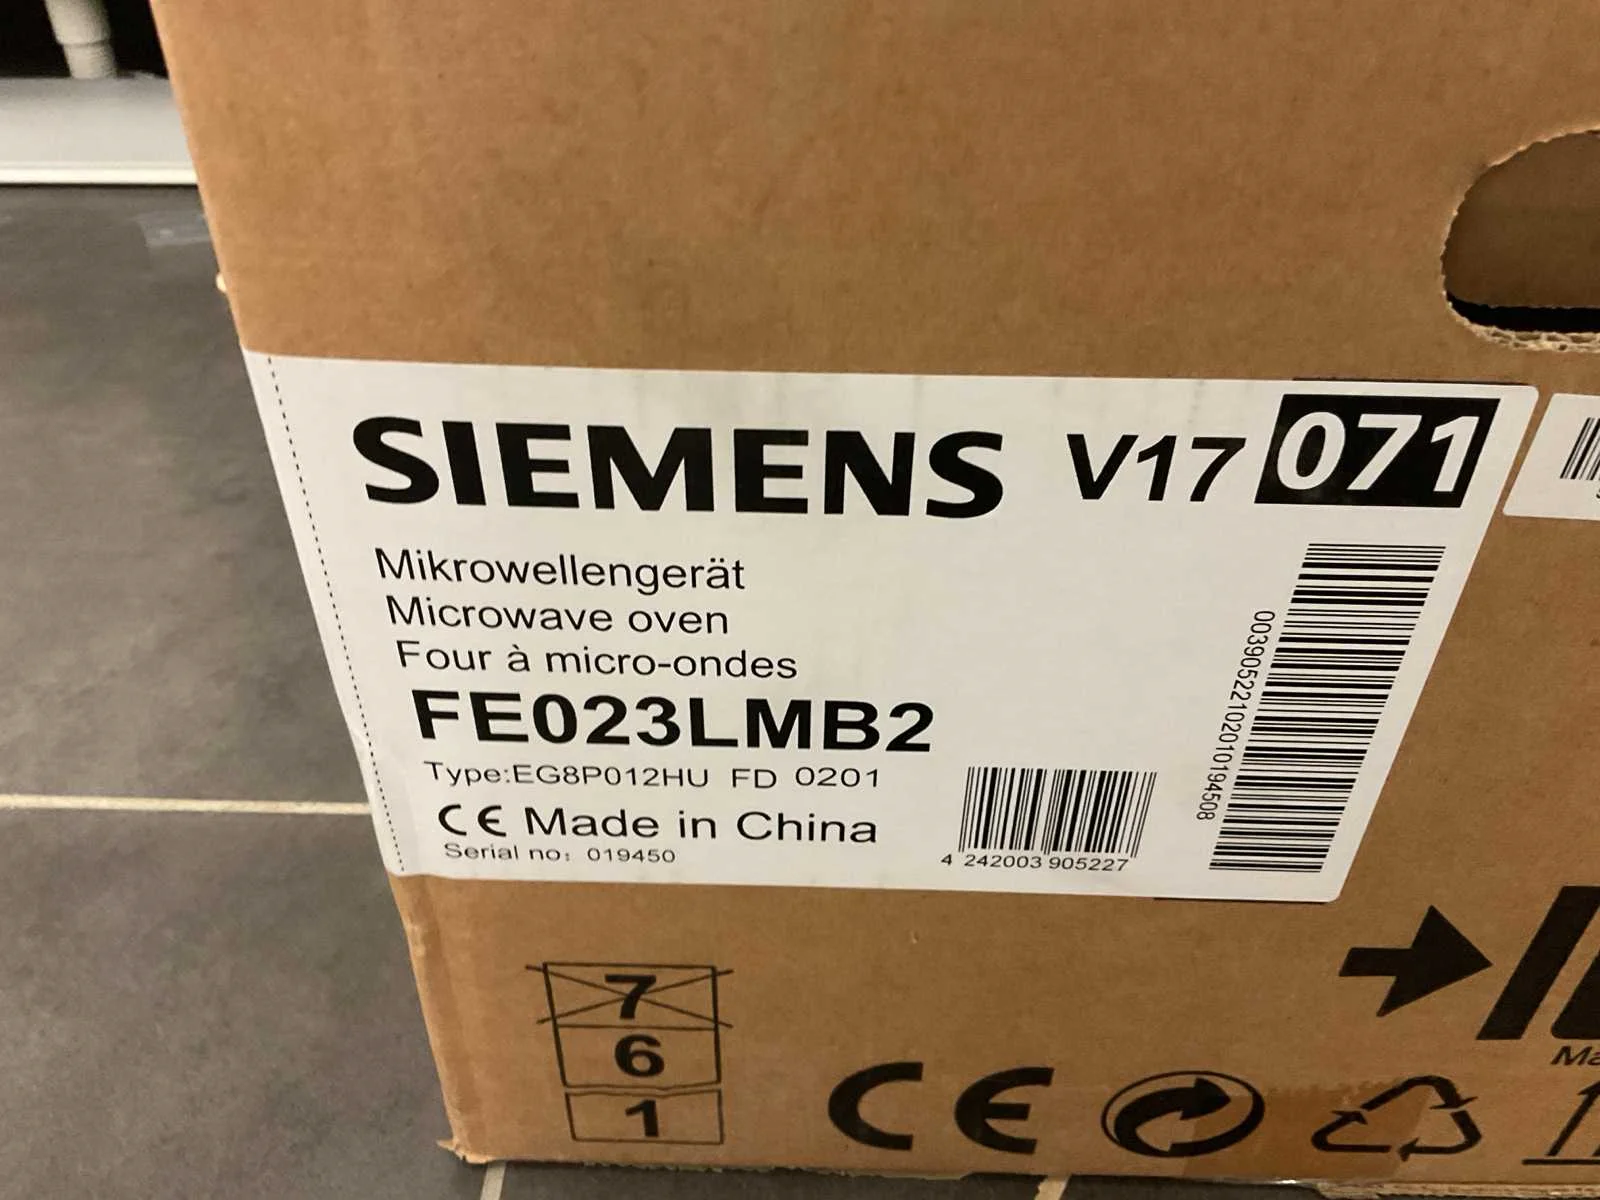 SIEMENS V17 071
Mikrowellengerät
Microwave oven
Four à micro-ondes
FE023LMB2
Type:EG8P012HU FD 0201
CE Made in China
Serial no: 019450
4 242003 905227
00390522102010194508
7
6
1
CE